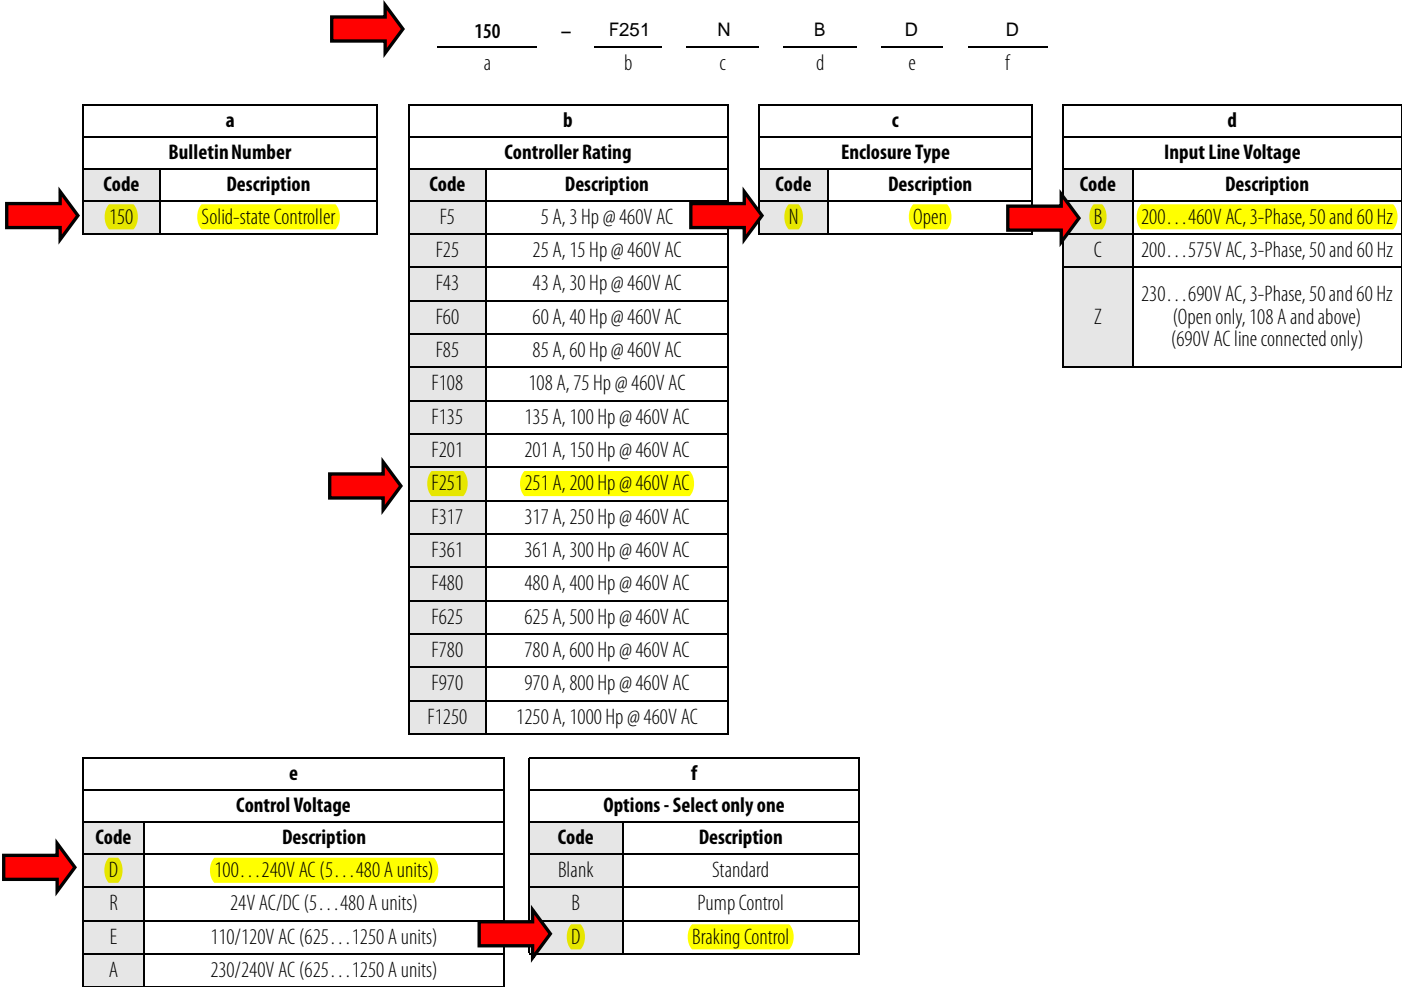 150 – F251 N B D D
a b c d e f
a
Bulletin Number
Code Description
150 Solid-state Controller
b
Controller Rating
Code Description
F5 5 A, 3 Hp @ 460V AC
F25 25 A, 15 Hp @ 460V AC
F43 43 A, 30 Hp @ 460V AC
F60 60 A, 40 Hp @ 460V AC
F85 85 A, 60 Hp @ 460V AC
F108 108 A, 75 Hp @ 460V AC
F135 135 A, 100 Hp @ 460V AC
F201 201 A, 150 Hp @ 460V AC
F251 251 A, 200 Hp @ 460V AC
F317 317 A, 250 Hp @ 460V AC
F361 361 A, 300 Hp @ 460V AC
F480 480 A, 400 Hp @ 460V AC
F625 625 A, 500 Hp @ 460V AC
F780 780 A, 600 Hp @ 460V AC
F970 970 A, 800 Hp @ 460V AC
F1250 1250 A, 1000 Hp @ 460V AC
c
Enclosure Type
Code Description
N Open
d
Input Line Voltage
Code Description
B 200...460V AC, 3-Phase, 50 and 60 Hz
C 200...575V AC, 3-Phase, 50 and 60 Hz
Z 230...690V AC, 3-Phase, 50 and 60 Hz
(Open only, 108 A and above)
(690V AC line connected only)
e
Control Voltage
Code Description
D 100...240V AC (5...480 A units)
R 24V AC/DC (5...480 A units)
E 110/120V AC (625...1250 A units)
A 230/240V AC (625...1250 A units)
f
Options - Select only one
Code Description
Blank Standard
B Pump Control
D Braking Control